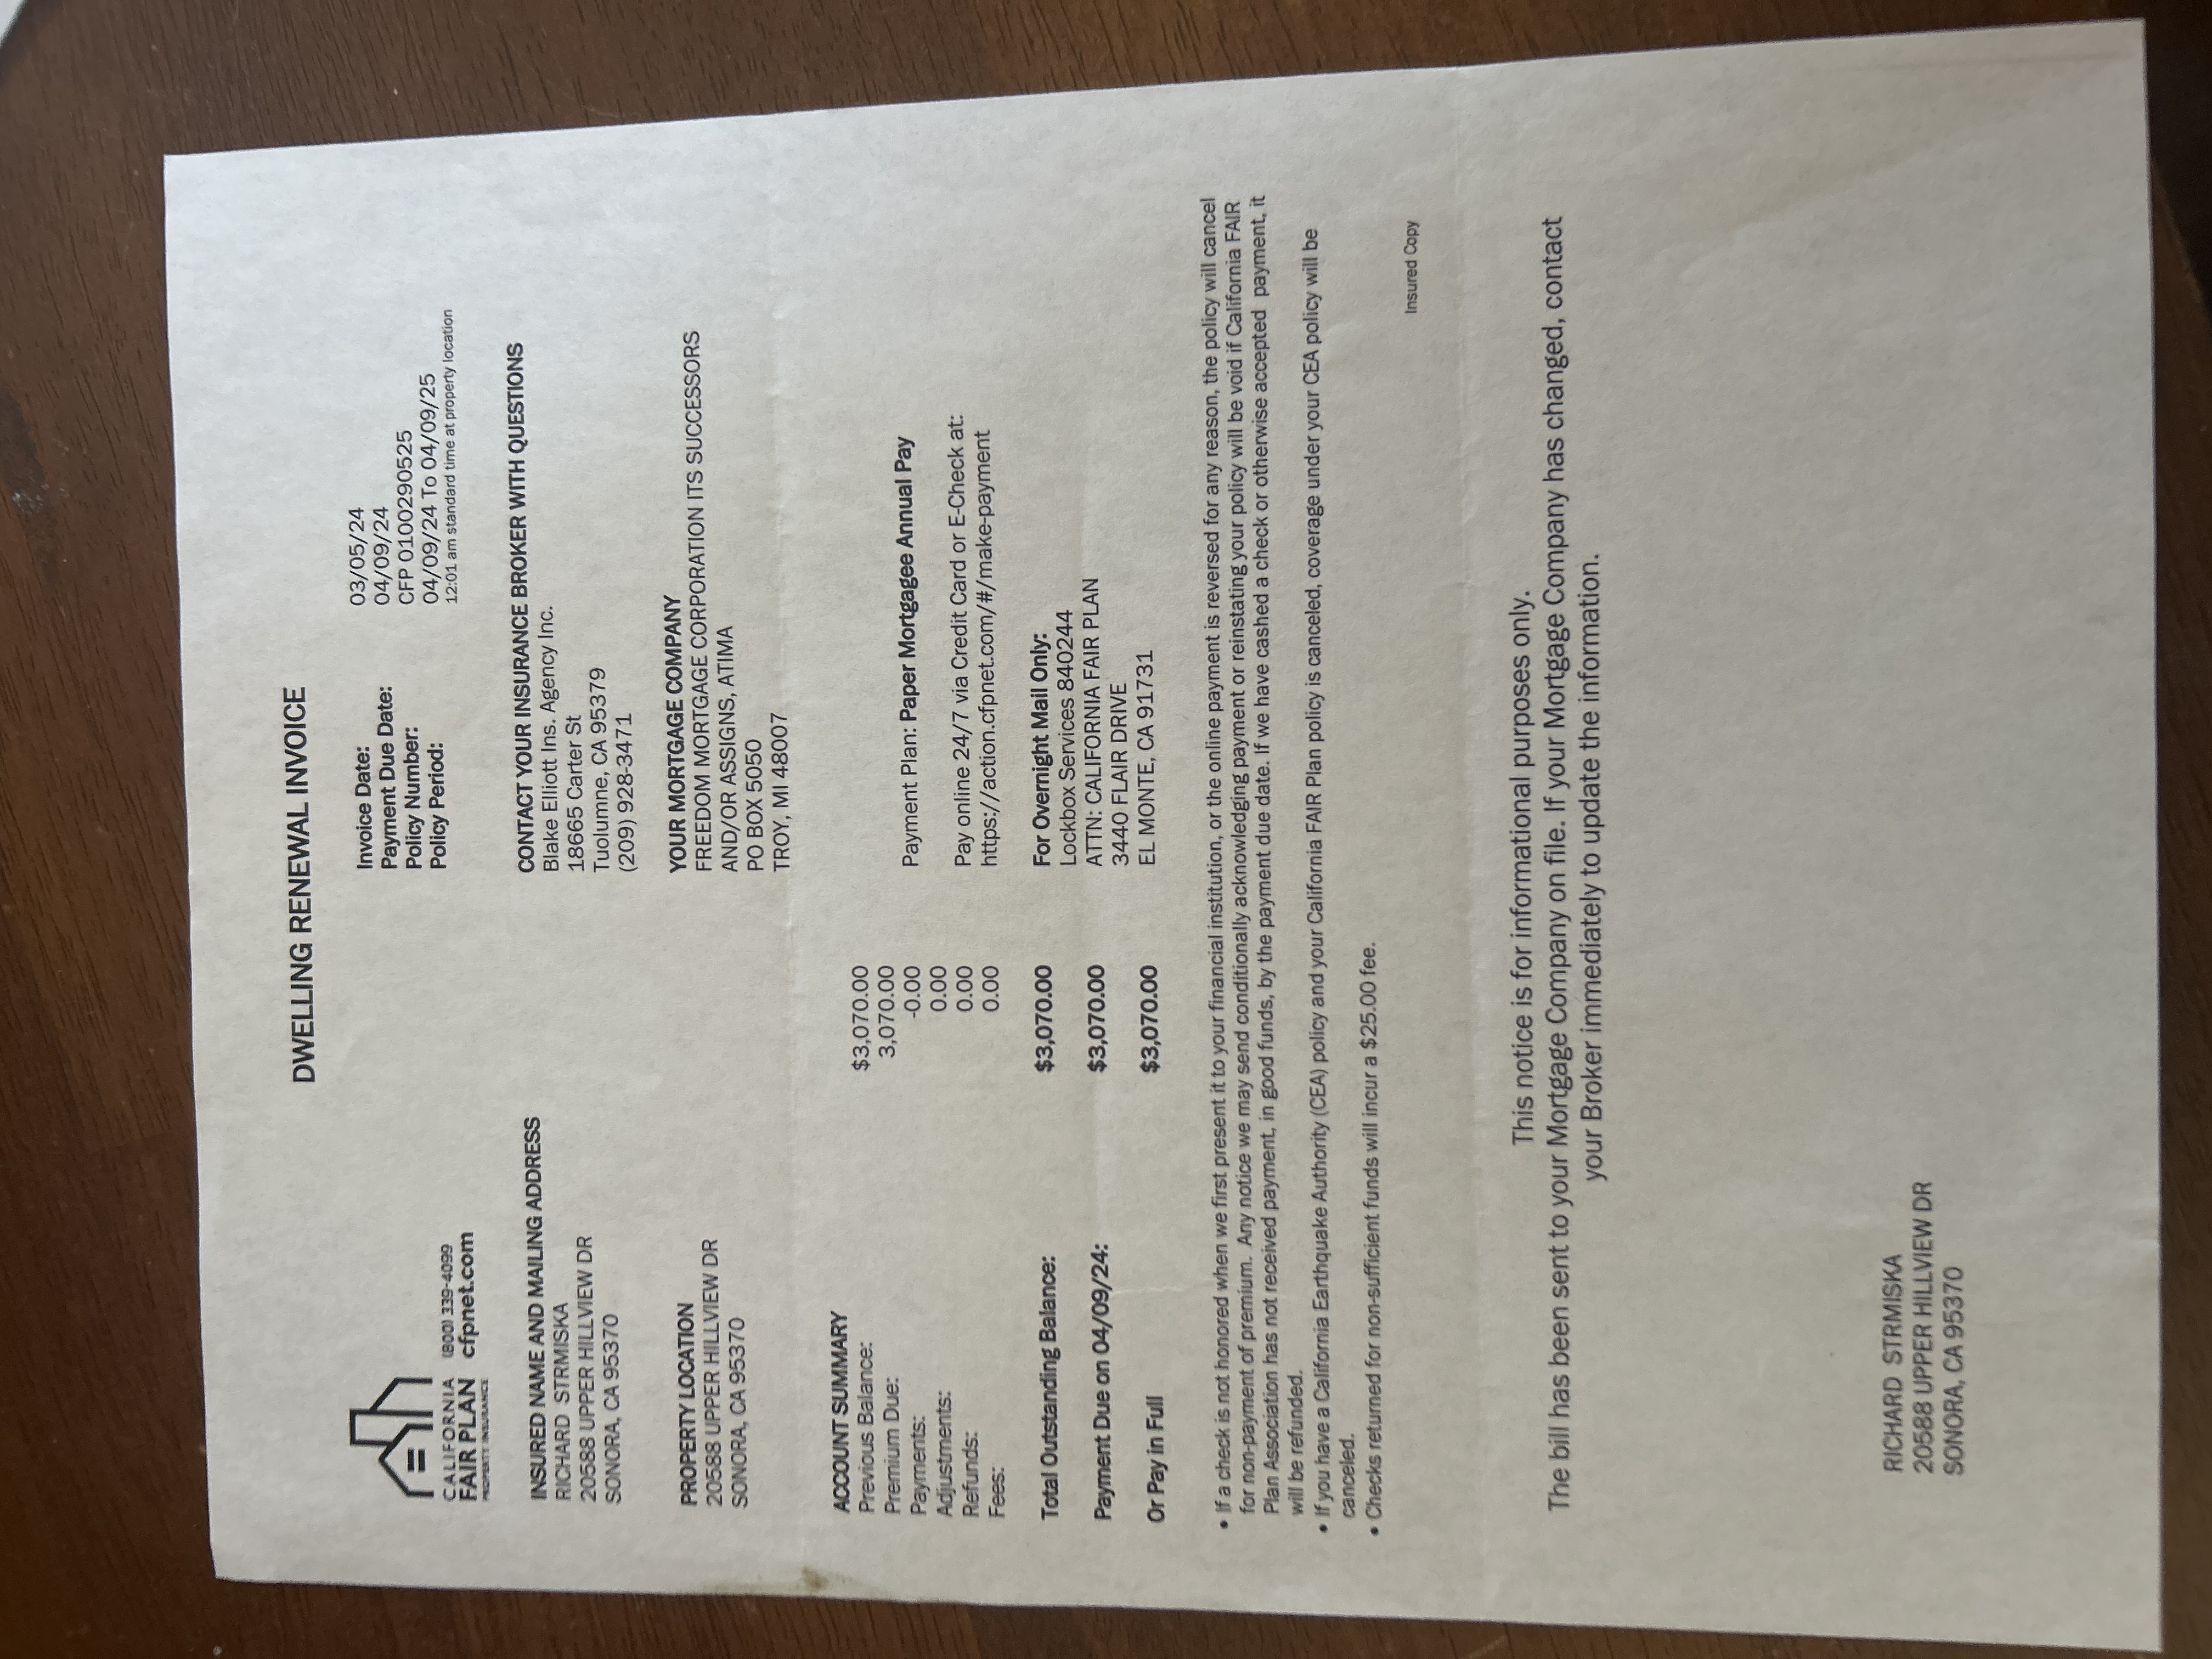 DWELLING RENEWAL INVOICE
CALIFORNIA
FAIR PLAN
PROPERTY INSURANCE
(800) 339-4099
cfpnet.com
Invoice Date: 03/05/24
Payment Due Date: 04/09/24
Policy Number: CFP 0100290525
Policy Period: 04/09/24 To 04/09/25
12:01 am standard time at property location
INSURED NAME AND MAILING ADDRESS
RICHARD STRMISKA
20588 UPPER HILLVIEW DR
SONORA, CA 95370
CONTACT YOUR INSURANCE BROKER WITH QUESTIONS
Blake Elliott Ins. Agency Inc.
18665 Carter St
Tuolumne, CA 95379
(209) 928-3471
PROPERTY LOCATION
20588 UPPER HILLVIEW DR
SONORA, CA 95370
YOUR MORTGAGE COMPANY
FREEDOM MORTGAGE CORPORATION ITS SUCCESSORS
AND/OR ASSIGNS, ATIMA
PO BOX 5050
TROY, MI 48007
ACCOUNT SUMMARY
Previous Balance: $3,070.00
Premium Due: 3,070.00
Payments: -0.00
Adjustments: 0.00
Refunds: 0.00
Fees: 0.00
Total Outstanding Balance: $3,070.00
Payment Due on 04/09/24: $3,070.00
Or Pay in Full $3,070.00
Payment Plan: Paper Mortgagee Annual Pay
Pay online 24/7 via Credit Card or E-Check at:
https://action.cfpnet.com/#/make-payment
For Overnight Mail Only:
Lockbox Services 840244
ATTN: CALIFORNIA FAIR PLAN
3440 FLAIR DRIVE
EL MONTE, CA 91731
• If a check is not honored when we first present it to your financial institution, or the online payment is reversed for any reason, the policy will cancel
for non-payment of premium. Any notice we may send conditionally acknowledging payment or reinstating your policy will be void if California FAIR
Plan Association has not received payment, in good funds, by the payment due date. If we have cashed a check or otherwise accepted payment, it
will be refunded.
• If you have a California Earthquake Authority (CEA) policy and your California FAIR Plan policy is canceled, coverage under your CEA policy will be
canceled.
• Checks returned for non-sufficient funds will incur a $25.00 fee.
Insured Copy
This notice is for informational purposes only.
The bill has been sent to your Mortgage Company on file. If your Mortgage Company has changed, contact
your Broker immediately to update the information.
RICHARD STRMISKA
20588 UPPER HILLVIEW DR
SONORA, CA 95370